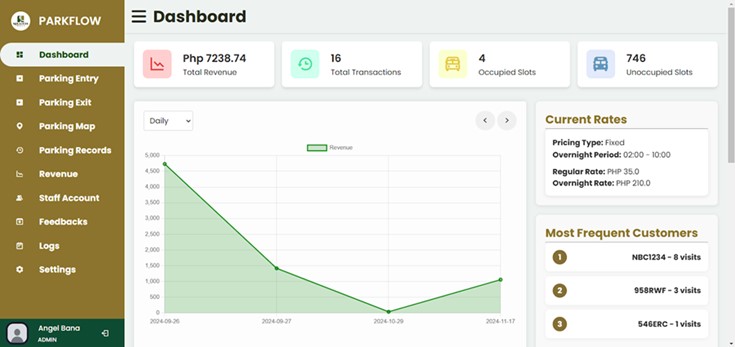 PARKFLOW
Dashboard
Parking Entry
Parking Exit
Parking Map
Parking Records
Revenue
Staff Account
Feedbacks
Logs
Settings
Angel Bana
ADMIN
Dashboard
Php 7238.74
Total Revenue
16
Total Transactions
4
Occupied Slots
746
Unoccupied Slots
Daily
Revenue
5,000
4,500
4,000
3,500
3,000
2,500
2,000
1,500
1,000
500
0
2024-09-26
2024-09-27
2024-10-29
2024-11-17
Current Rates
Pricing Type: Fixed
Overnight Period: 02:00 - 10:00
Regular Rate: PHP 35.0
Overnight Rate: PHP 210.0
Most Frequent Customers
1 NBC1234 - 8 visits
2 958RWF - 3 visits
3 546ERC - 1 visits